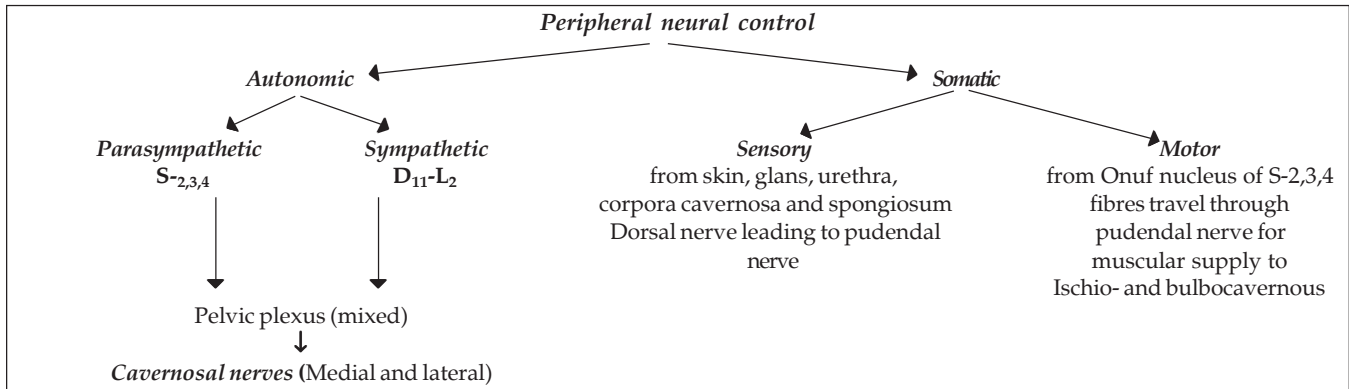 Peripheral neural control
Autonomic
Somatic
Parasympathetic
S-2,3,4
Sympathetic
D11-L2
Pelvic plexus (mixed)
Cavernosal nerves (Medial and lateral)
Sensory
from skin, glans, urethra,
corpora cavernosa and spongiosum
Dorsal nerve leading to pudendal
nerve
Motor
from Onuf nucleus of S-2,3,4
fibres travel through
pudendal nerve for
muscular supply to
Ischio- and bulbocavernous